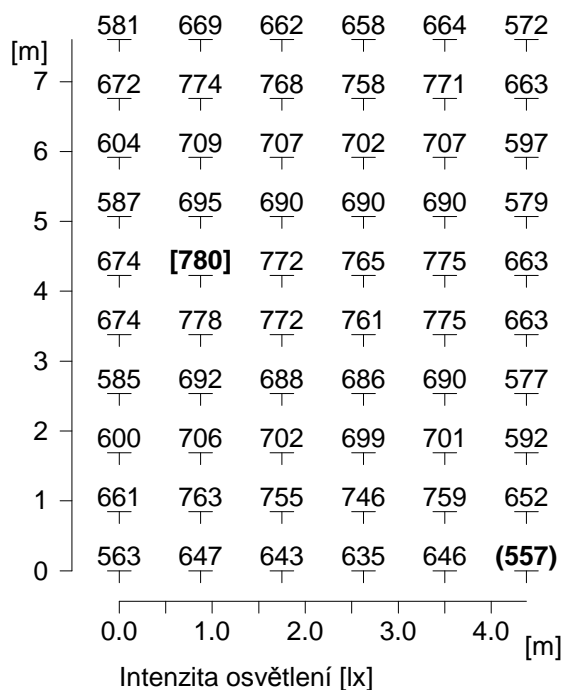 581 669 662 658 664 572
[m]
7 672 774 768 758 771 663
6 604 709 707 702 707 597
5 587 695 690 690 690 579
674 [780] 772 765 775 663
4
674 778 772 761 775 663
3
585 692 688 686 690 577
2 600 706 702 699 701 592
1 661 763 755 746 759 652
0 563 647 643 635 646 (557)
0.0 1.0 2.0 3.0 4.0 [m]
Intenzita osvětlení [lx]